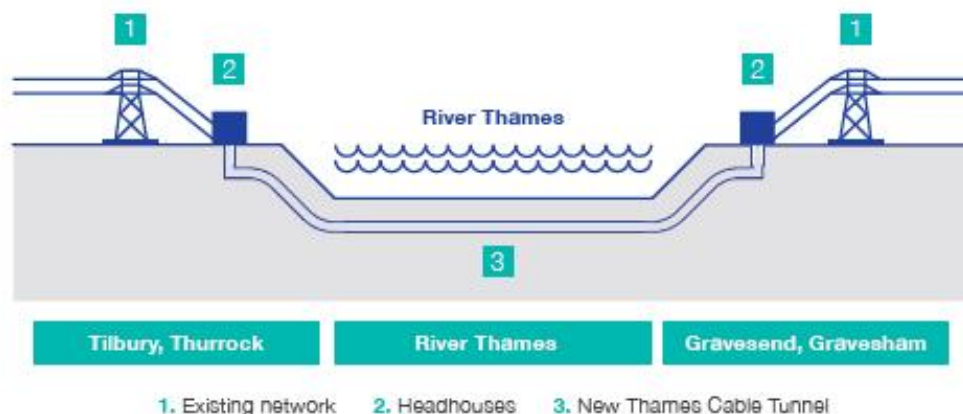 1
1
2
2
River Thames
3
Tilbury, Thurrock
River Thames
Gravesend, Gravesham
1. Existing network 2. Headhouses 3. New Thames Cable Tunnel